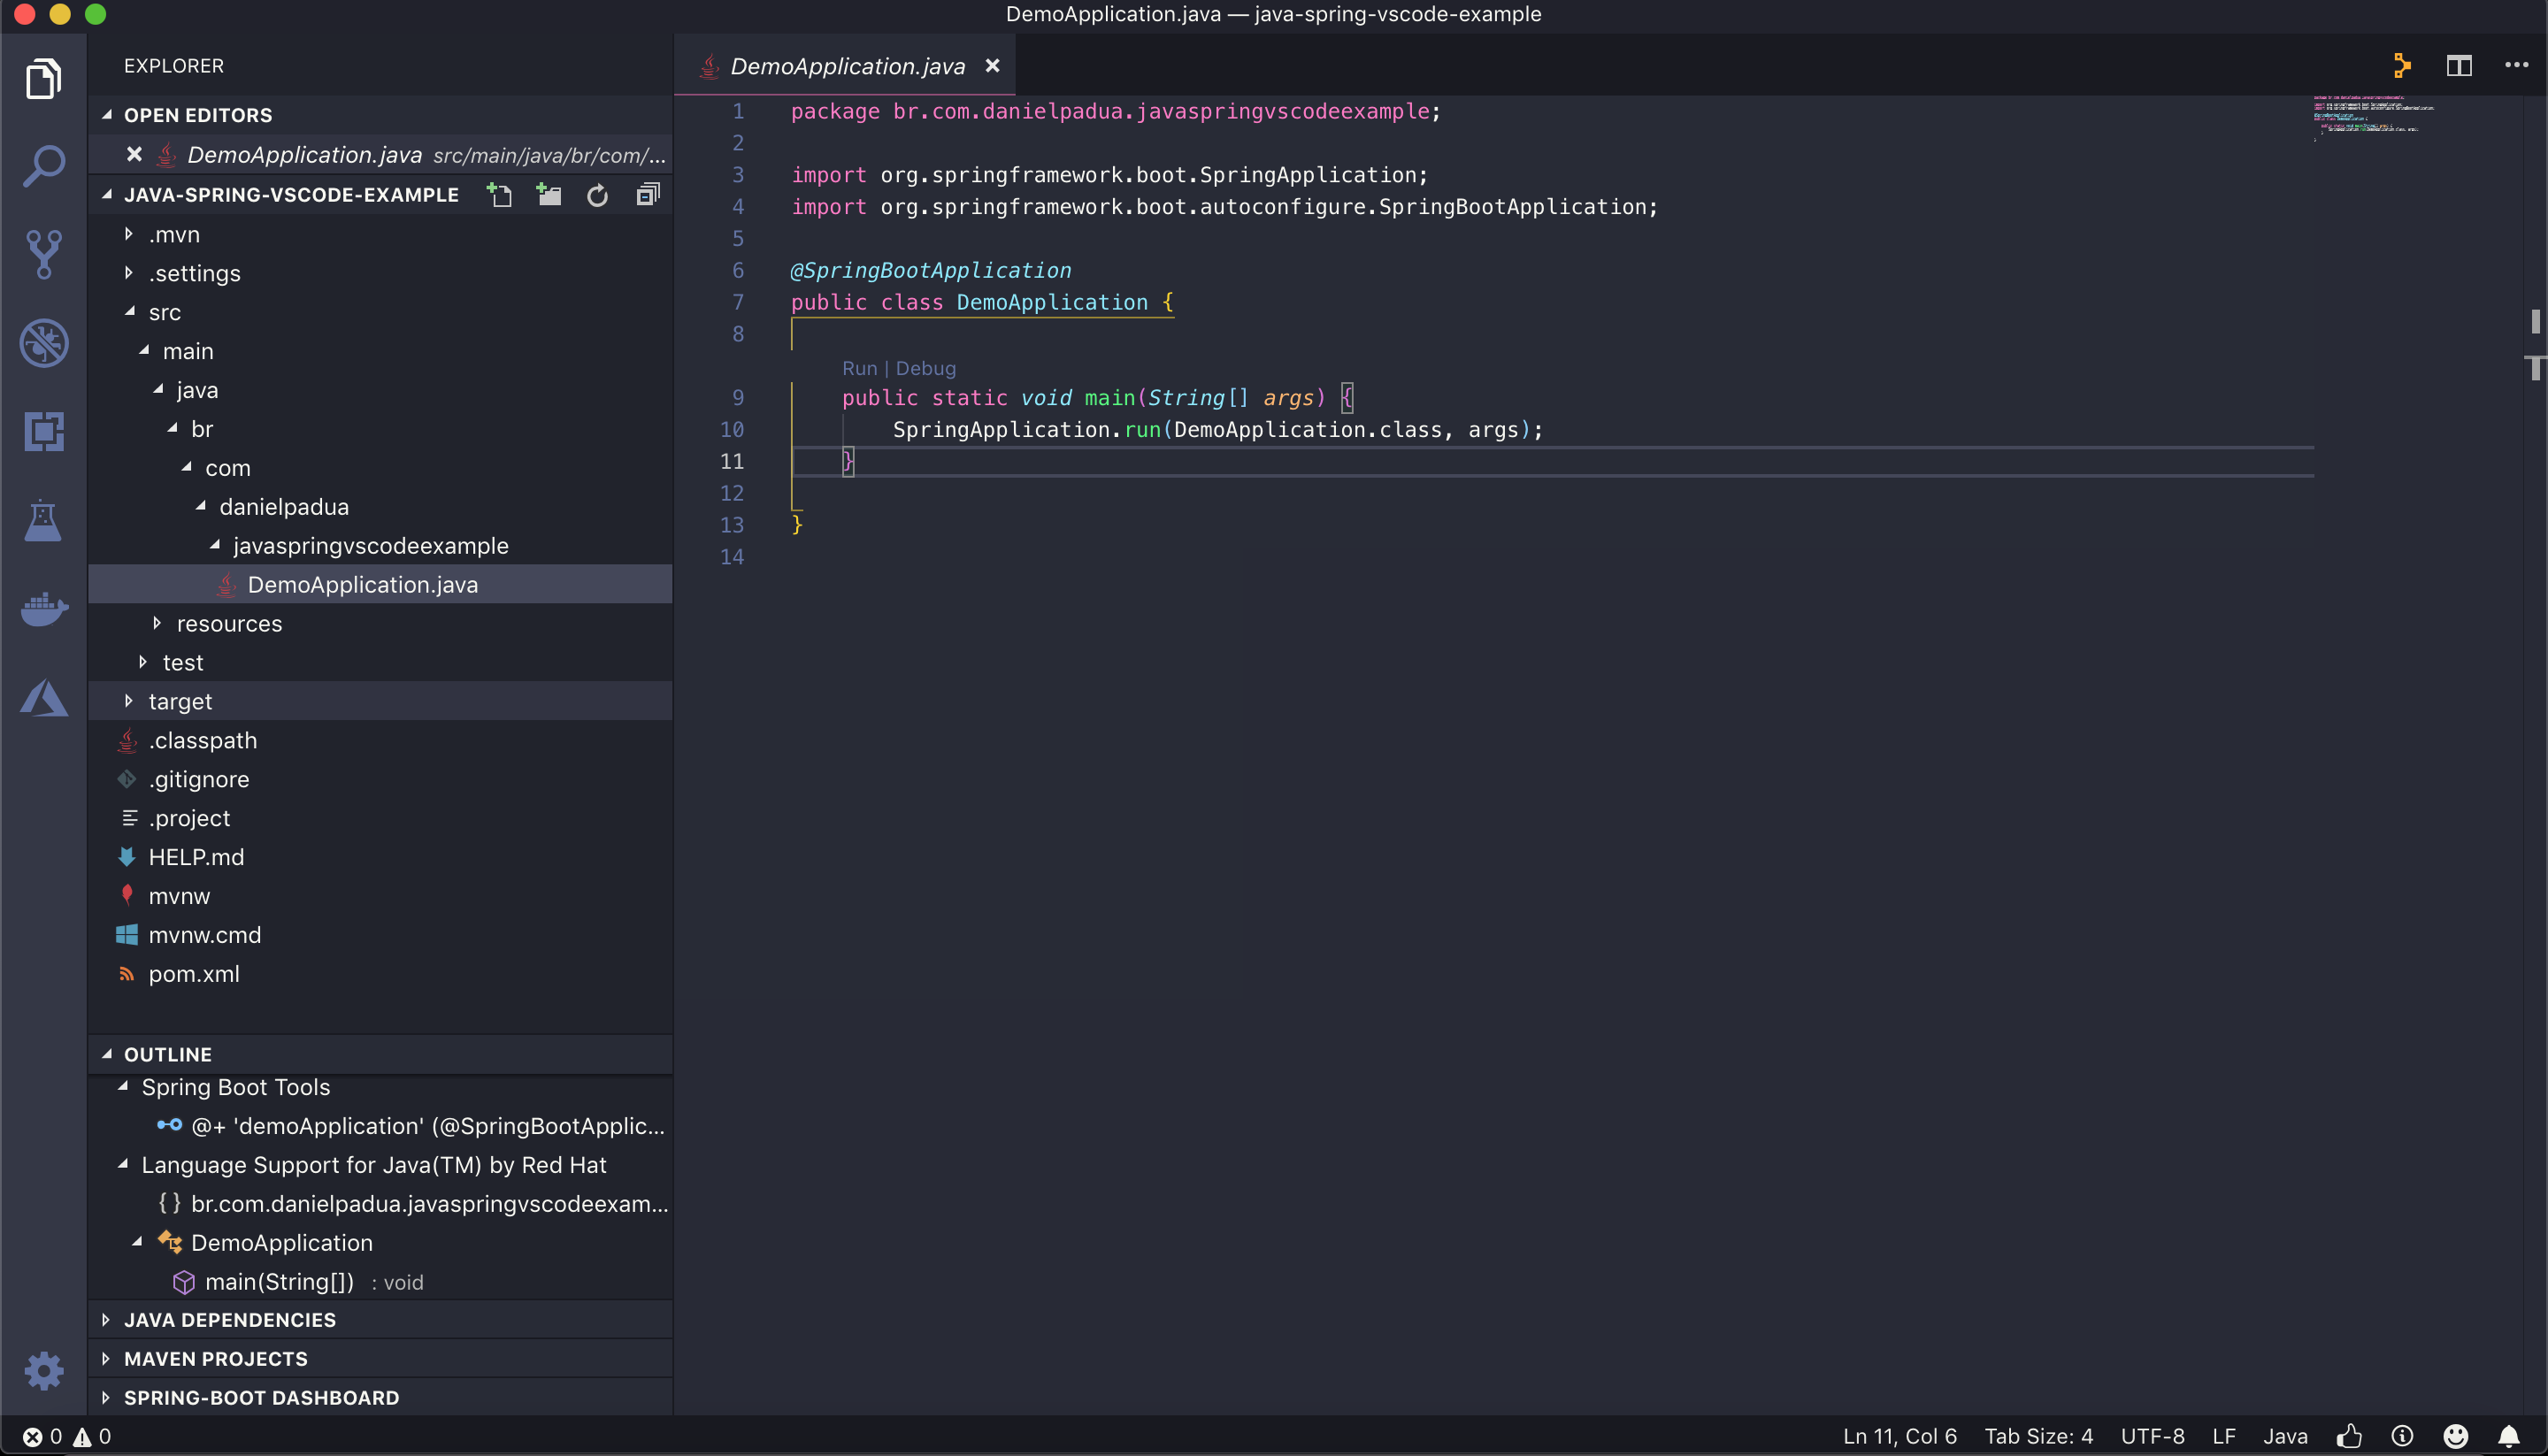 DemoApplication.java — java-spring-vscode-example
EXPLORER
OPEN EDITORS
DemoApplication.java src/main/java/br/com/...
JAVA-SPRING-VSCODE-EXAMPLE
.mvn
.settings
src
main
java
br
com
danielpadua
javaspringvscodeexample
DemoApplication.java
resources
test
target
.classpath
.gitignore
.project
HELP.md
mvnw
mvnw.cmd
pom.xml
OUTLINE
Spring Boot Tools
@+ 'demoApplication' (@SpringBootApplic...
Language Support for Java(TM) by Red Hat
{ } br.com.danielpadua.javaspringvscodeexam...
DemoApplication
main(String[]) : void
JAVA DEPENDENCIES
MAVEN PROJECTS
SPRING-BOOT DASHBOARD
DemoApplication.java
1 package br.com.danielpadua.javaspringvscodeexample;
2
3 import org.springframework.boot.SpringApplication;
4 import org.springframework.boot.autoconfigure.SpringBootApplication;
5
6 @SpringBootApplication
7 public class DemoApplication {
8
Run | Debug
9 public static void main(String[] args) {
10 SpringApplication.run(DemoApplication.class, args);
11 }
12
13 }
14
0 0
Ln 11, Col 6 Tab Size: 4 UTF-8 LF Java